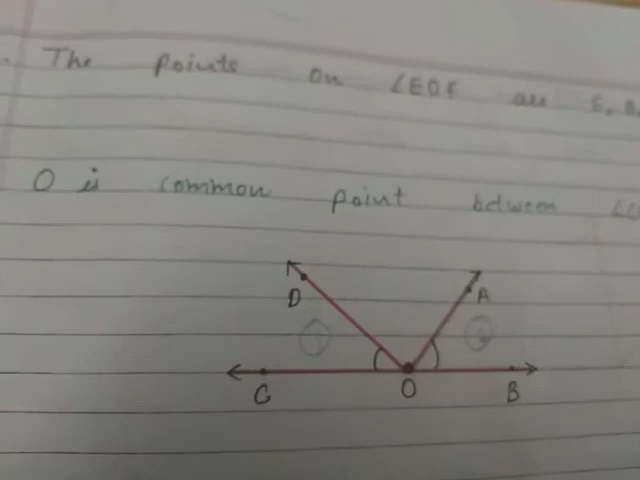 The points on ∠EOF are E,
O is common point between
D
A
C
O
B